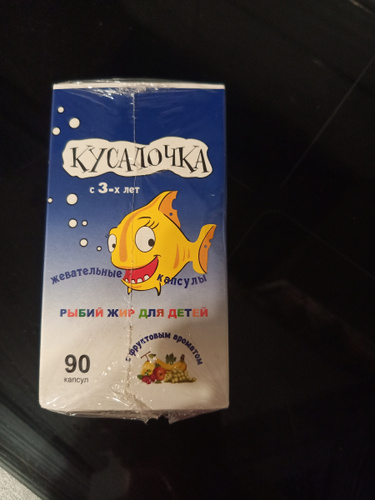 КУСАЛОЧКА
с 3-х лет
жевательные капсулы
РЫБИЙ ЖИР ДЛЯ ДЕТЕЙ
с фруктовым ароматом
90
капсул